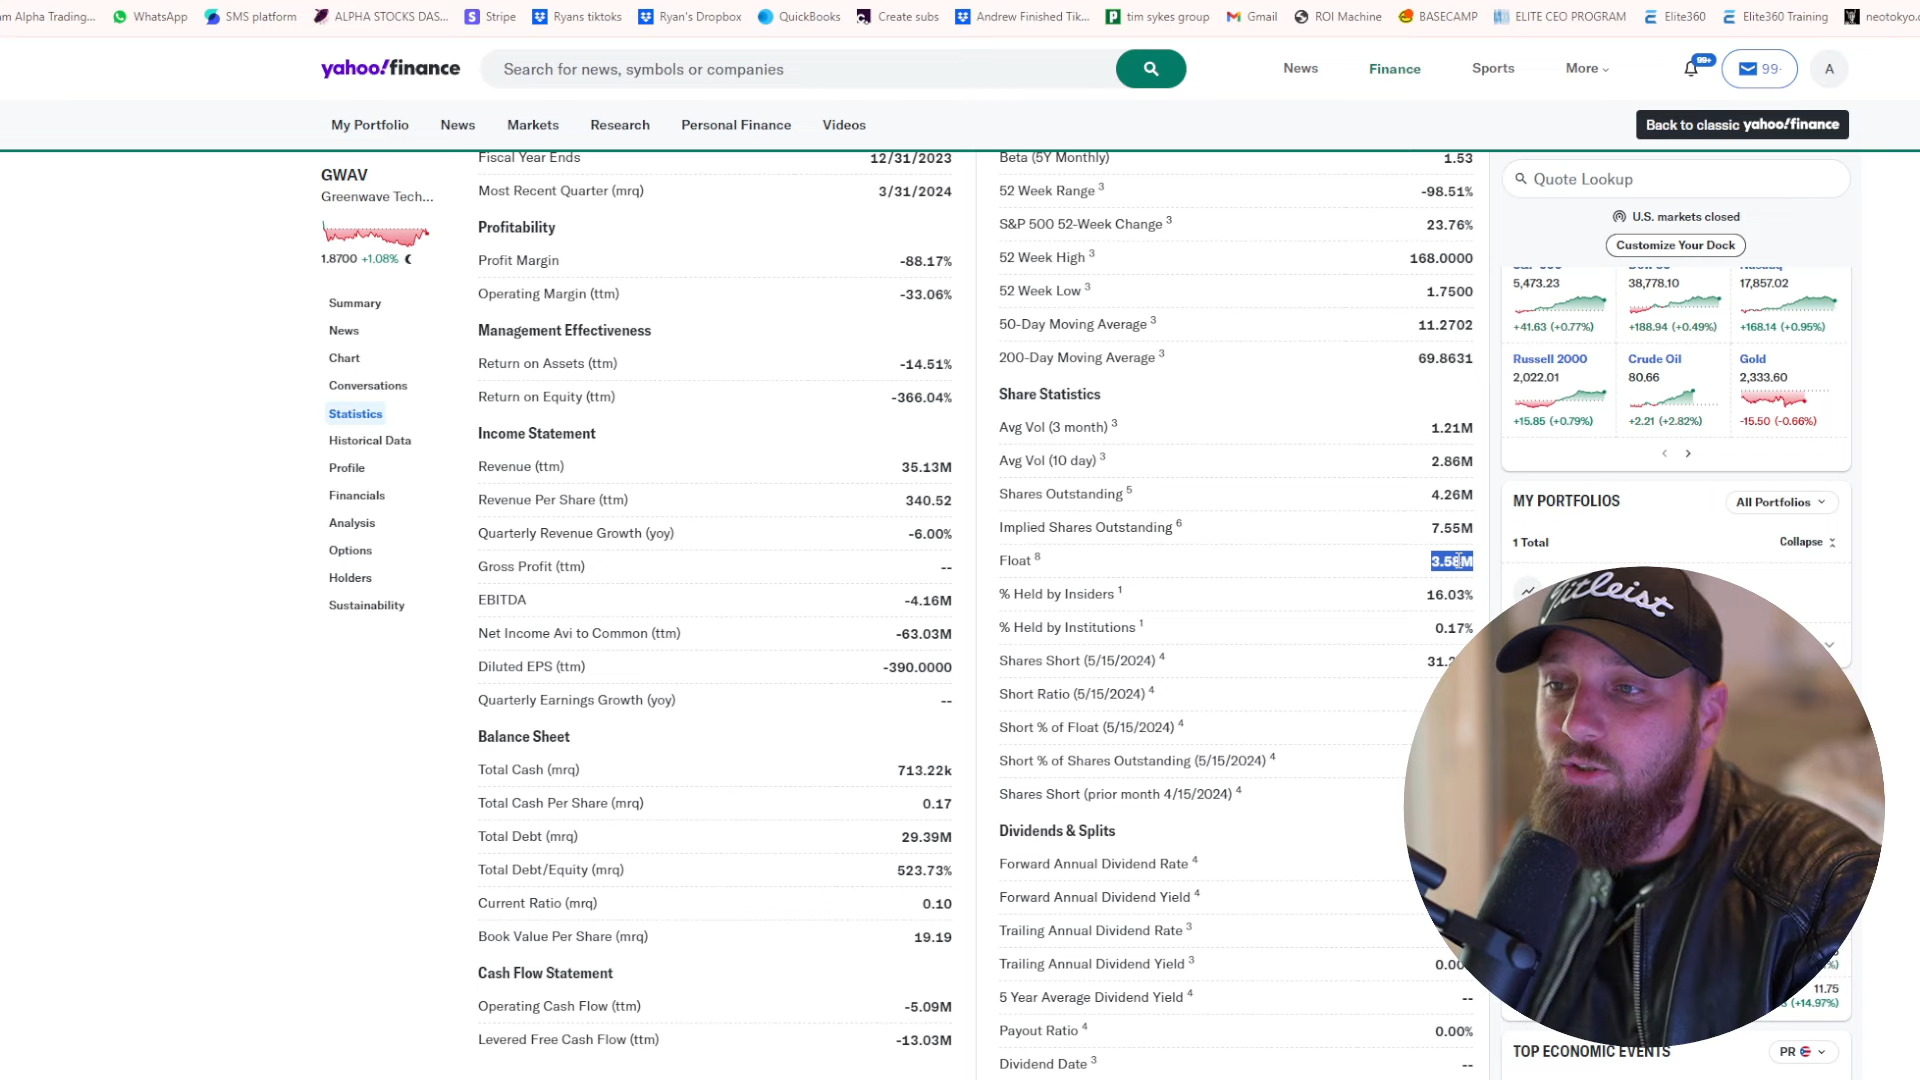 m Alpha Trading... WhatsApp SMS platform ALPHA STOCKS DAS... Stripe Ryans tiktoks Ryan's Dropbox QuickBooks Create subs Andrew Finished Tik... tim sykes group Gmail ROI Machine BASECAMP ELITE CEO PROGRAM Elite360 Elite360 Training
yahoo!finance
Search for news, symbols or companies
News Finance Sports More
99+
99-
A
My Portfolio News Markets Research Personal Finance Videos
Back to classic yahoo!finance
GWAV
Greenwave Tech...
1.8700 +1.08%
Summary
News
Chart
Conversations
Statistics
Historical Data
Profile
Financials
Analysis
Options
Holders
Sustainability
Fiscal Year Ends 12/31/2023
Most Recent Quarter (mrq) 3/31/2024
Profitability
Profit Margin -88.17%
Operating Margin (ttm) -33.06%
Management Effectiveness
Return on Assets (ttm) -14.51%
Return on Equity (ttm) -366.04%
Income Statement
Revenue (ttm) 35.13M
Revenue Per Share (ttm) 340.52
Quarterly Revenue Growth (yoy) -6.00%
Gross Profit (ttm) --
EBITDA -4.16M
Net Income Avi to Common (ttm) -63.03M
Diluted EPS (ttm) -390.0000
Quarterly Earnings Growth (yoy) --
Balance Sheet
Total Cash (mrq) 713.22k
Total Cash Per Share (mrq) 0.17
Total Debt (mrq) 29.39M
Total Debt/Equity (mrq) 523.73%
Current Ratio (mrq) 0.10
Book Value Per Share (mrq) 19.19
Cash Flow Statement
Operating Cash Flow (ttm) -5.09M
Levered Free Cash Flow (ttm) -13.03M
Beta (5Y Monthly) 1.53
52 Week Range 3 -98.51%
S&P 500 52-Week Change 3 23.76%
52 Week High 3 168.0000
52 Week Low 3 1.7500
50-Day Moving Average 3 11.2702
200-Day Moving Average 3 69.8631
Share Statistics
Avg Vol (3 month) 3 1.21M
Avg Vol (10 day) 3 2.86M
Shares Outstanding 5 4.26M
Implied Shares Outstanding 6 7.55M
Float 8 3.58M
% Held by Insiders 1 16.03%
% Held by Institutions 1 0.17%
Shares Short (5/15/2024) 4 31.
Short Ratio (5/15/2024) 4
Short % of Float (5/15/2024) 4
Short % of Shares Outstanding (5/15/2024) 4
Shares Short (prior month 4/15/2024) 4
Dividends & Splits
Forward Annual Dividend Rate 4
Forward Annual Dividend Yield 4
Trailing Annual Dividend Rate 3
Trailing Annual Dividend Yield 3 0.00
5 Year Average Dividend Yield 4 --
Payout Ratio 4 0.00%
Dividend Date 3 --
Quote Lookup
U.S. markets closed
Customize Your Dock
5,473.23 38,778.10 17,857.02
+41.63 (+0.77%) +188.94 (+0.49%) +168.14 (+0.95%)
Russell 2000 Crude Oil Gold
2,022.01 80.66 2,333.60
+15.85 (+0.79%) +2.21 (+2.82%) -15.50 (-0.66%)
MY PORTFOLIOS All Portfolios
1 Total Collapse
Titleist
11.75
(+14.97%)
TOP ECONOMIC EVENTS PR